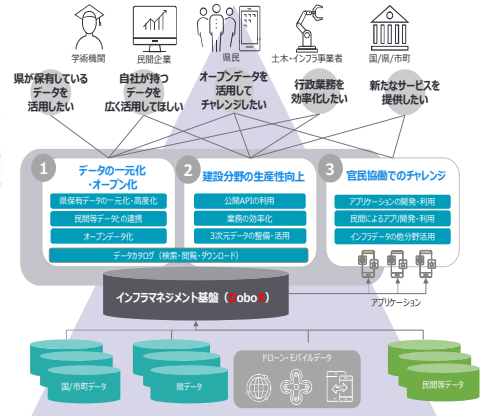 学術機関
民間企業
県民
土木・インフラ事業者
国/県/市町
県が保有している
データを
活用したい
自社が持つ
データを
広く活用してほしい
オープンデータを
活用して
チャレンジしたい
行政業務を
効率化したい
新たなサービスを
提供したい
1
データの一元化
・オープン化
県保有データの一元化・高度化
民間等データとの連携
オープンデータ化
2
建設分野の生産性向上
公開APIの利用
業務の効率化
3次元データの整備・活用
データカタログ（検索・閲覧・ダウンロード）
3
官民協働でのチャレンジ
アプリケーションの開発・利用
民間によるアプリ開発・利用
インフラデータの他分野活用
アプリケーション
インフラマネジメント基盤（DoboX）
国/市町データ
県データ
ドローン・モバイルデータ
民間等データ